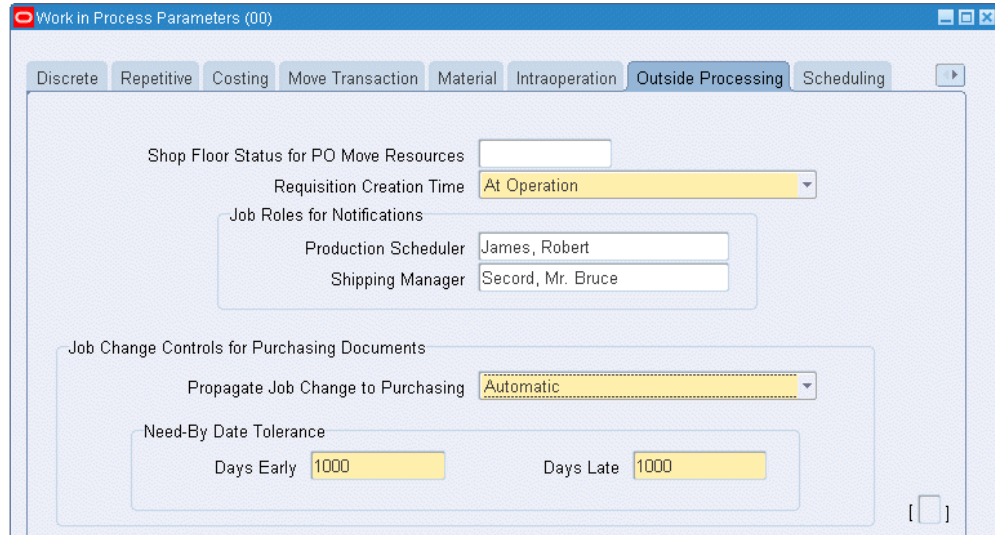 Work in Process Parameters (00)
Discrete Repetitive Costing Move Transaction Material Intraoperation Outside Processing Scheduling
Shop Floor Status for PO Move Resources
Requisition Creation Time At Operation
Job Roles for Notifications
Production Scheduler James, Robert
Shipping Manager Secord, Mr. Bruce
Job Change Controls for Purchasing Documents
Propagate Job Change to Purchasing Automatic
Need-By Date Tolerance
Days Early 1000 Days Late 1000
[ ]